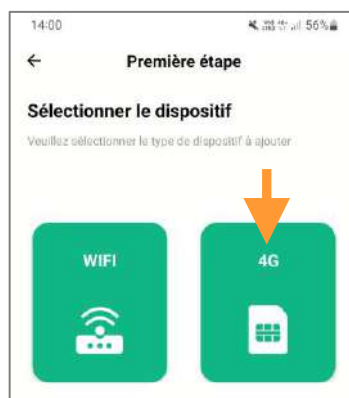 14:00 56%
Première étape
Sélectionner le dispositif
Veuillez sélectionner le type de dispositif à ajouter
WIFI 4G